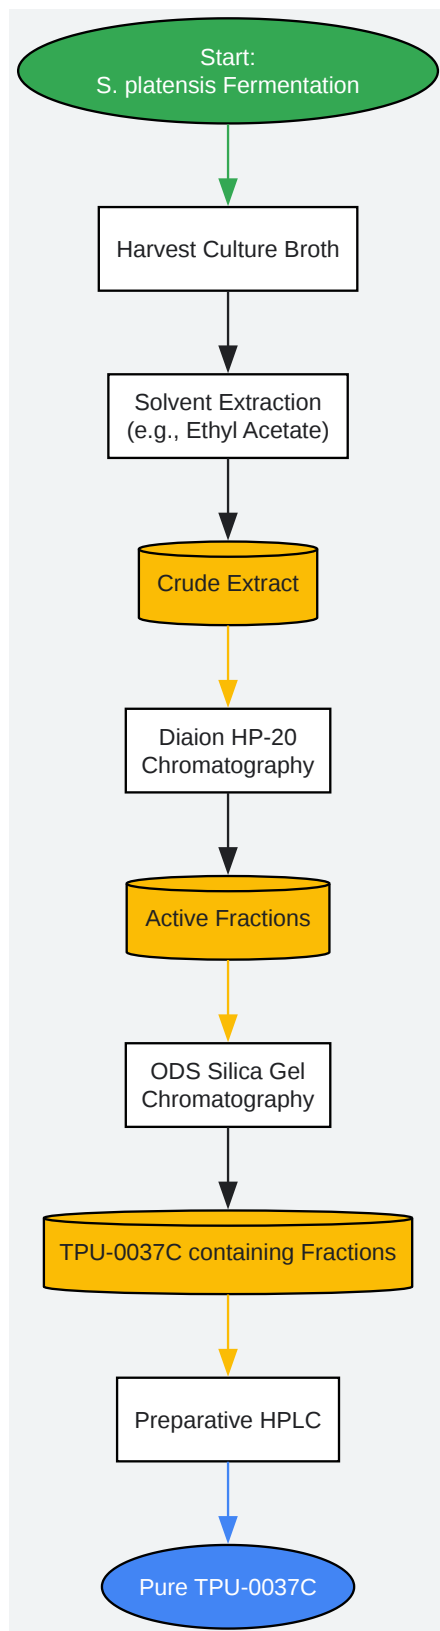 Start:
S. platensis Fermentation
Harvest Culture Broth
Solvent Extraction
(e.g., Ethyl Acetate)
Crude Extract
Diaion HP-20
Chromatography
Active Fractions
ODS Silica Gel
Chromatography
TPU-0037C containing Fractions
Preparative HPLC
Pure TPU-0037C